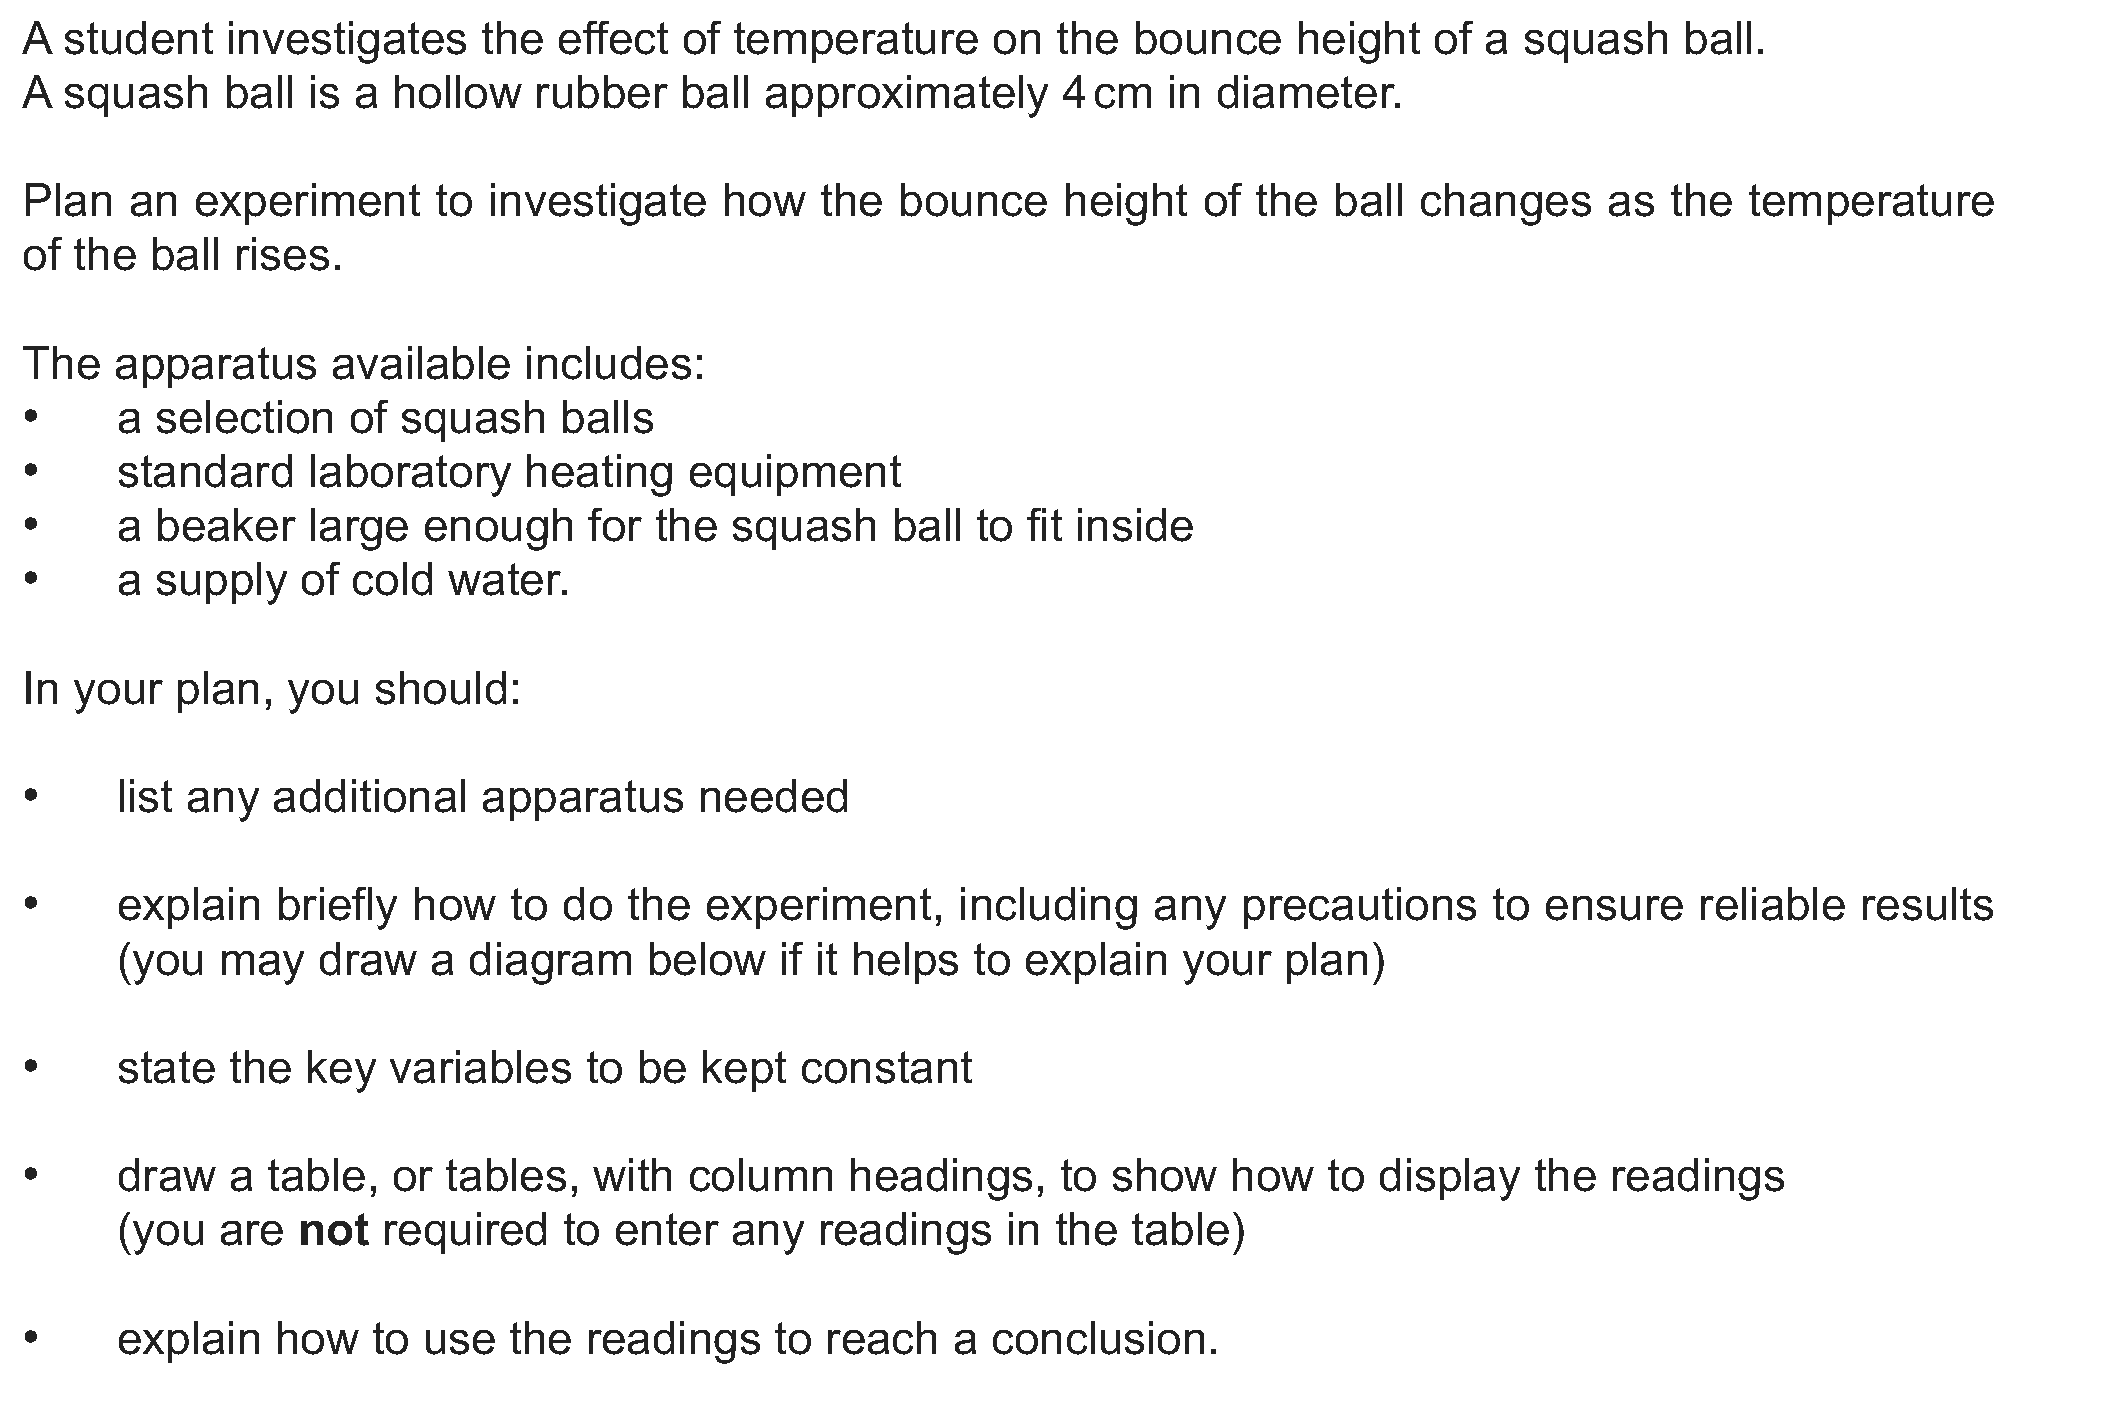 A student investigates the effect of temperature on the bounce height of a squash ball.
A squash ball is a hollow rubber ball approximately 4 cm in diameter.
Plan an experiment to investigate how the bounce height of the ball changes as the temperature
of the ball rises.
The apparatus available includes:
• a selection of squash balls
• standard laboratory heating equipment
• a beaker large enough for the squash ball to fit inside
• a supply of cold water.
In your plan, you should:
• list any additional apparatus needed
• explain briefly how to do the experiment, including any precautions to ensure reliable results
(you may draw a diagram below if it helps to explain your plan)
• state the key variables to be kept constant
• draw a table, or tables, with column headings, to show how to display the readings
(you are not required to enter any readings in the table)
• explain how to use the readings to reach a conclusion.